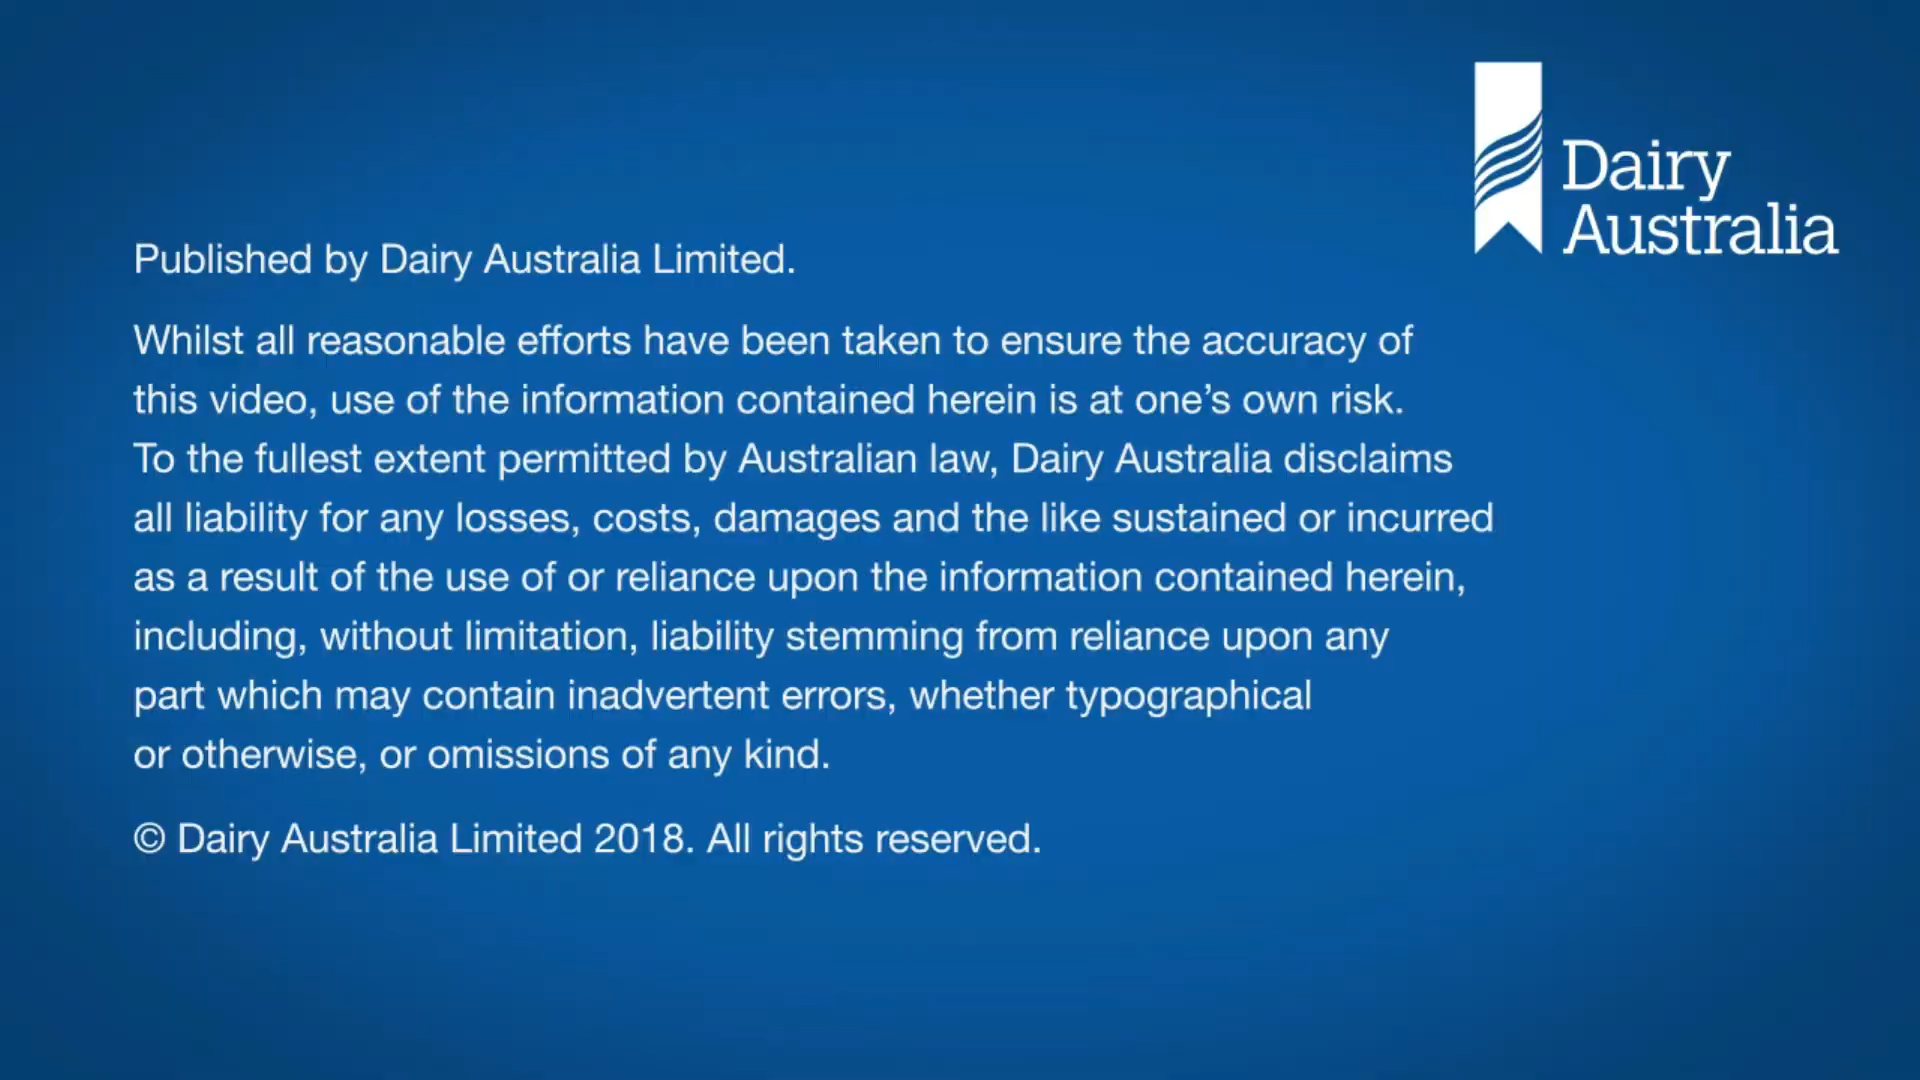 Dairy
Australia
Published by Dairy Australia Limited.
Whilst all reasonable efforts have been taken to ensure the accuracy of
this video, use of the information contained herein is at one’s own risk.
To the fullest extent permitted by Australian law, Dairy Australia disclaims
all liability for any losses, costs, damages and the like sustained or incurred
as a result of the use of or reliance upon the information contained herein,
including, without limitation, liability stemming from reliance upon any
part which may contain inadvertent errors, whether typographical
or otherwise, or omissions of any kind.
© Dairy Australia Limited 2018. All rights reserved.